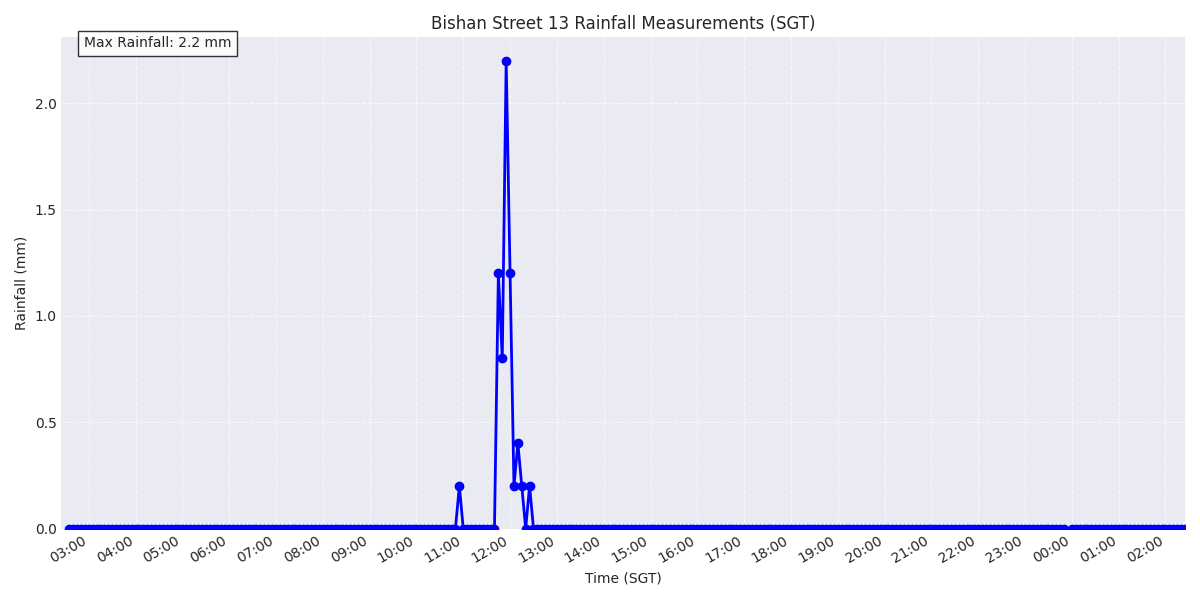 Bishan Street 13 Rainfall Measurements (SGT)
Max Rainfall: 2.2 mm
2.0
1.5
1.0
0.5
0.0
Rainfall (mm)
03:00 04:00 05:00 06:00 07:00 08:00 09:00 10:00 11:00 12:00 13:00 14:00 15:00 16:00 17:00 18:00 19:00 20:00 21:00 22:00 23:00 00:00 01:00 02:00
Time (SGT)